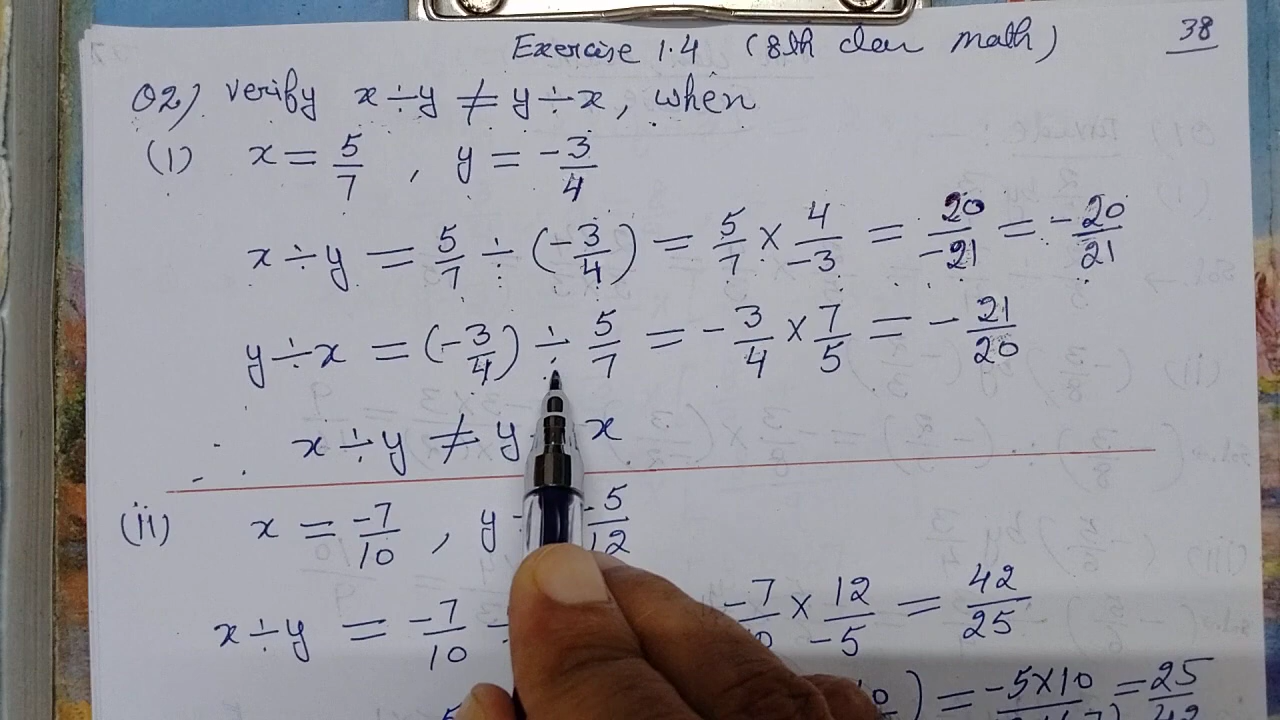 Exercise 1.4 (8th class math) 38
Q2) verify x ÷ y ≠ y ÷ x, when
(i) x = 5/7 , y = -3/4
x ÷ y = 5/7 ÷ (-3/4) = 5/7 × 4/-3 = 20/-21 = -20/21
y ÷ x = (-3/4) ÷ 5/7 = -3/4 × 7/5 = -21/20
∴ x ÷ y ≠ y ÷ x
(ii) x = -7/10 , y -5/12
x ÷ y = -7/10 -7/10 × 12/-5 = 42/25
) = -5×10 = 25